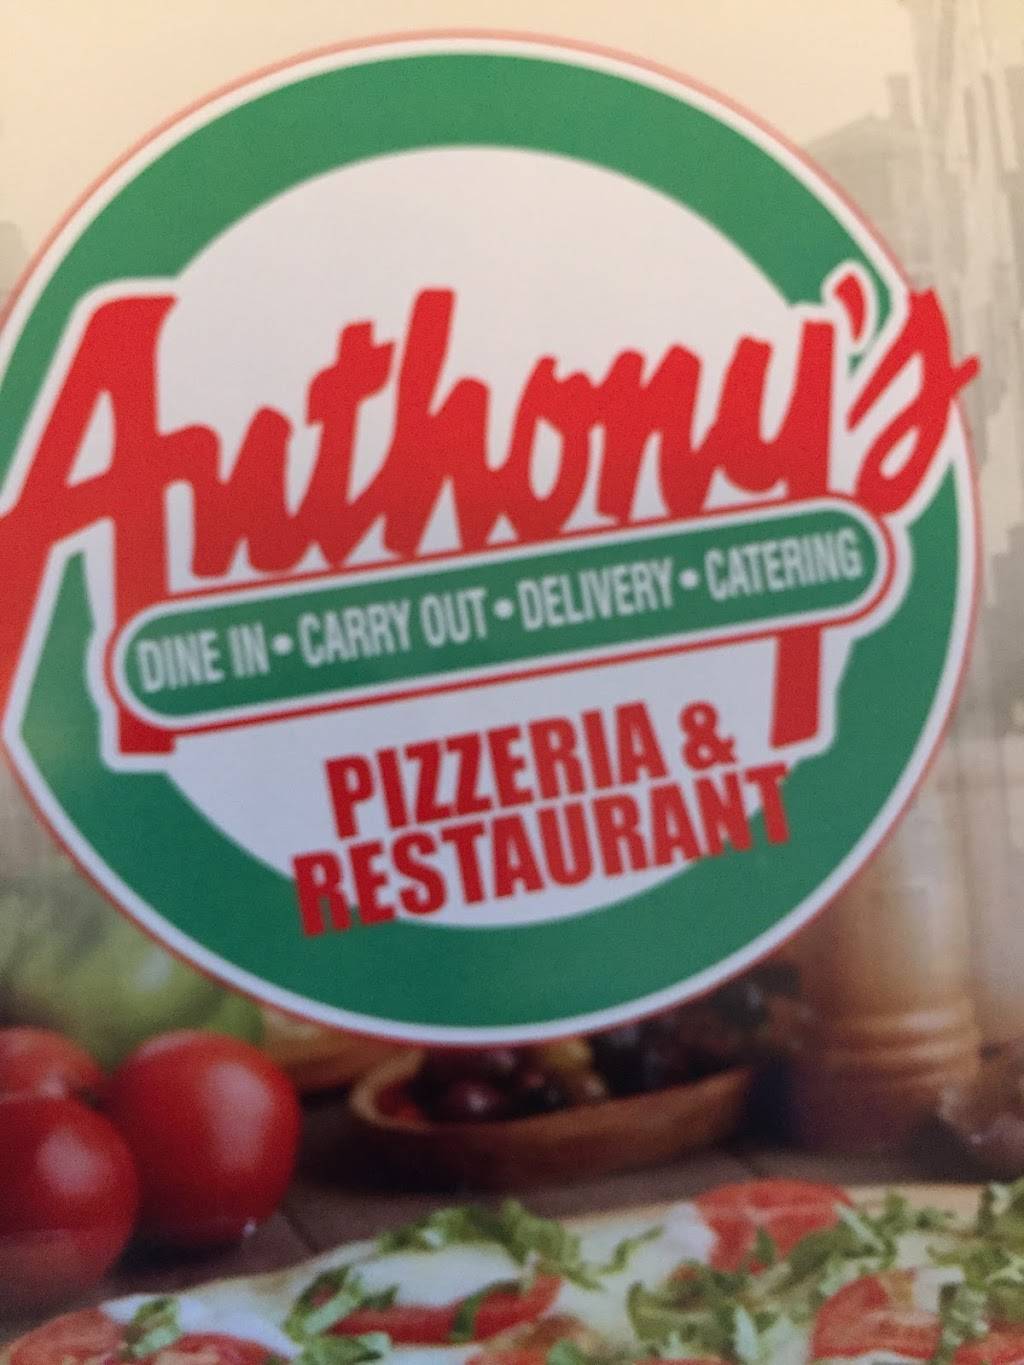 Anthony's
DINE IN • CARRY OUT • DELIVERY • CATERING
PIZZERIA &
RESTAURANT